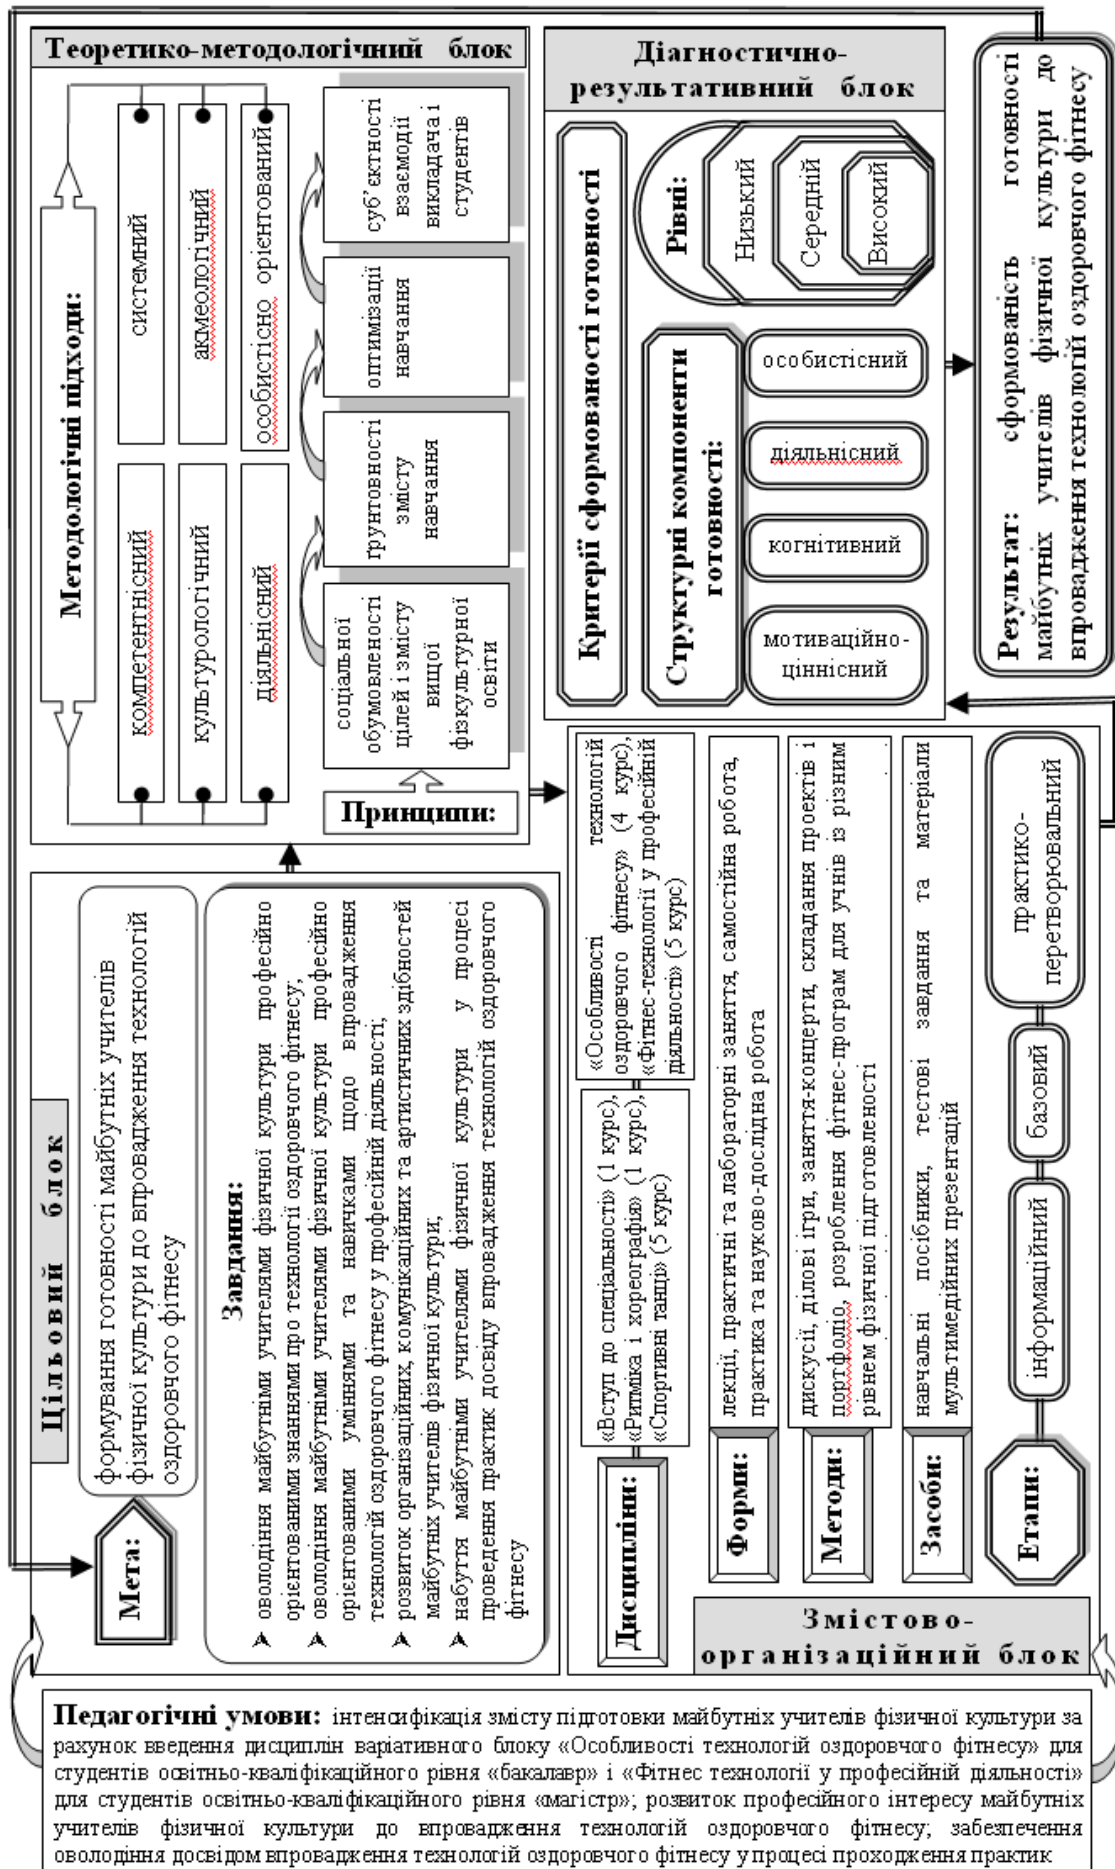 Теоретико-методологічний блок
Методологічні підходи:
компетентнісний
системний
культурологічний
акмеологічний
діяльнісний
особистісно орієнтований
Принципи:
соціальної
обумовленості
цілей і змісту
вищої
фізкультурної
освіти
ґрунтовності
змісту
навчання
оптимізації
навчання
суб’єктності
взаємодії
викладача і
студентів
Діагностично-
результативний блок
Критерії сформованості готовності
Структурні компоненти
готовності:
мотиваційно-
ціннісний
когнітивний
діяльнісний
особистісний
Рівні:
Низький
Середній
Високий
Результат: сформованість готовності
майбутніх учителів фізичної культури до
впровадження технологій оздоровчого фітнесу
Цільовий блок
Мета:
формування готовності майбутніх учителів
фізичної культури до впровадження технологій
оздоровчого фітнесу
Завдання:
оволодіння майбутніми учителями фізичної культури професійно
орієнтованими знаннями про технології оздоровчого фітнесу;
оволодіння майбутніми учителями фізичної культури професійно
орієнтованими уміннями та навичками щодо впровадження
технологій оздоровчого фітнесу у професійній діяльності;
розвиток організаційних, комунікаційних та артистичних здібностей
майбутніх учителів фізичної культури;
набуття майбутніми учителями фізичної культури у процесі
проведення практик досвіду впровадження технологій оздоровчого
фітнесу
Змістово-
організаційний блок
Дисципліни:
«Вступ до спеціальності» (1 курс),
«Ритміка і хореографія» (1 курс),
«Спортивні танці» (5 курс)
«Особливості технологій
оздоровчого фітнесу» (4 курс),
«Фітнес-технології у професійній
діяльності» (5 курс)
Форми:
лекції, практичні та лабораторні заняття, самостійна робота,
практика та науково-дослідна робота
Методи:
дискусії, ділові ігри, заняття-концерти, складання проектів і
портфоліо, розроблення фітнес-програм для учнів із різним
рівнем фізичної підготовленості
Засоби:
навчальні посібники, тестові завдання та матеріали
мультимедійних презентацій
Етапи:
інформаційний
базовий
практико-
перетворювальний
Педагогічні умови: інтенсифікація змісту підготовки майбутніх учителів фізичної культури за
рахунок введення дисциплін варіативного блоку «Особливості технологій оздоровчого фітнесу» для
студентів освітньо-кваліфікаційного рівня «бакалавр» і «Фітнес технології у професійній діяльності»
для студентів освітньо-кваліфікаційного рівня «магістр»; розвиток професійного інтересу майбутніх
учителів фізичної культури до впровадження технологій оздоровчого фітнесу; забезпечення
оволодіння досвідом впровадження технологій оздоровчого фітнесу у процесі проходження практик